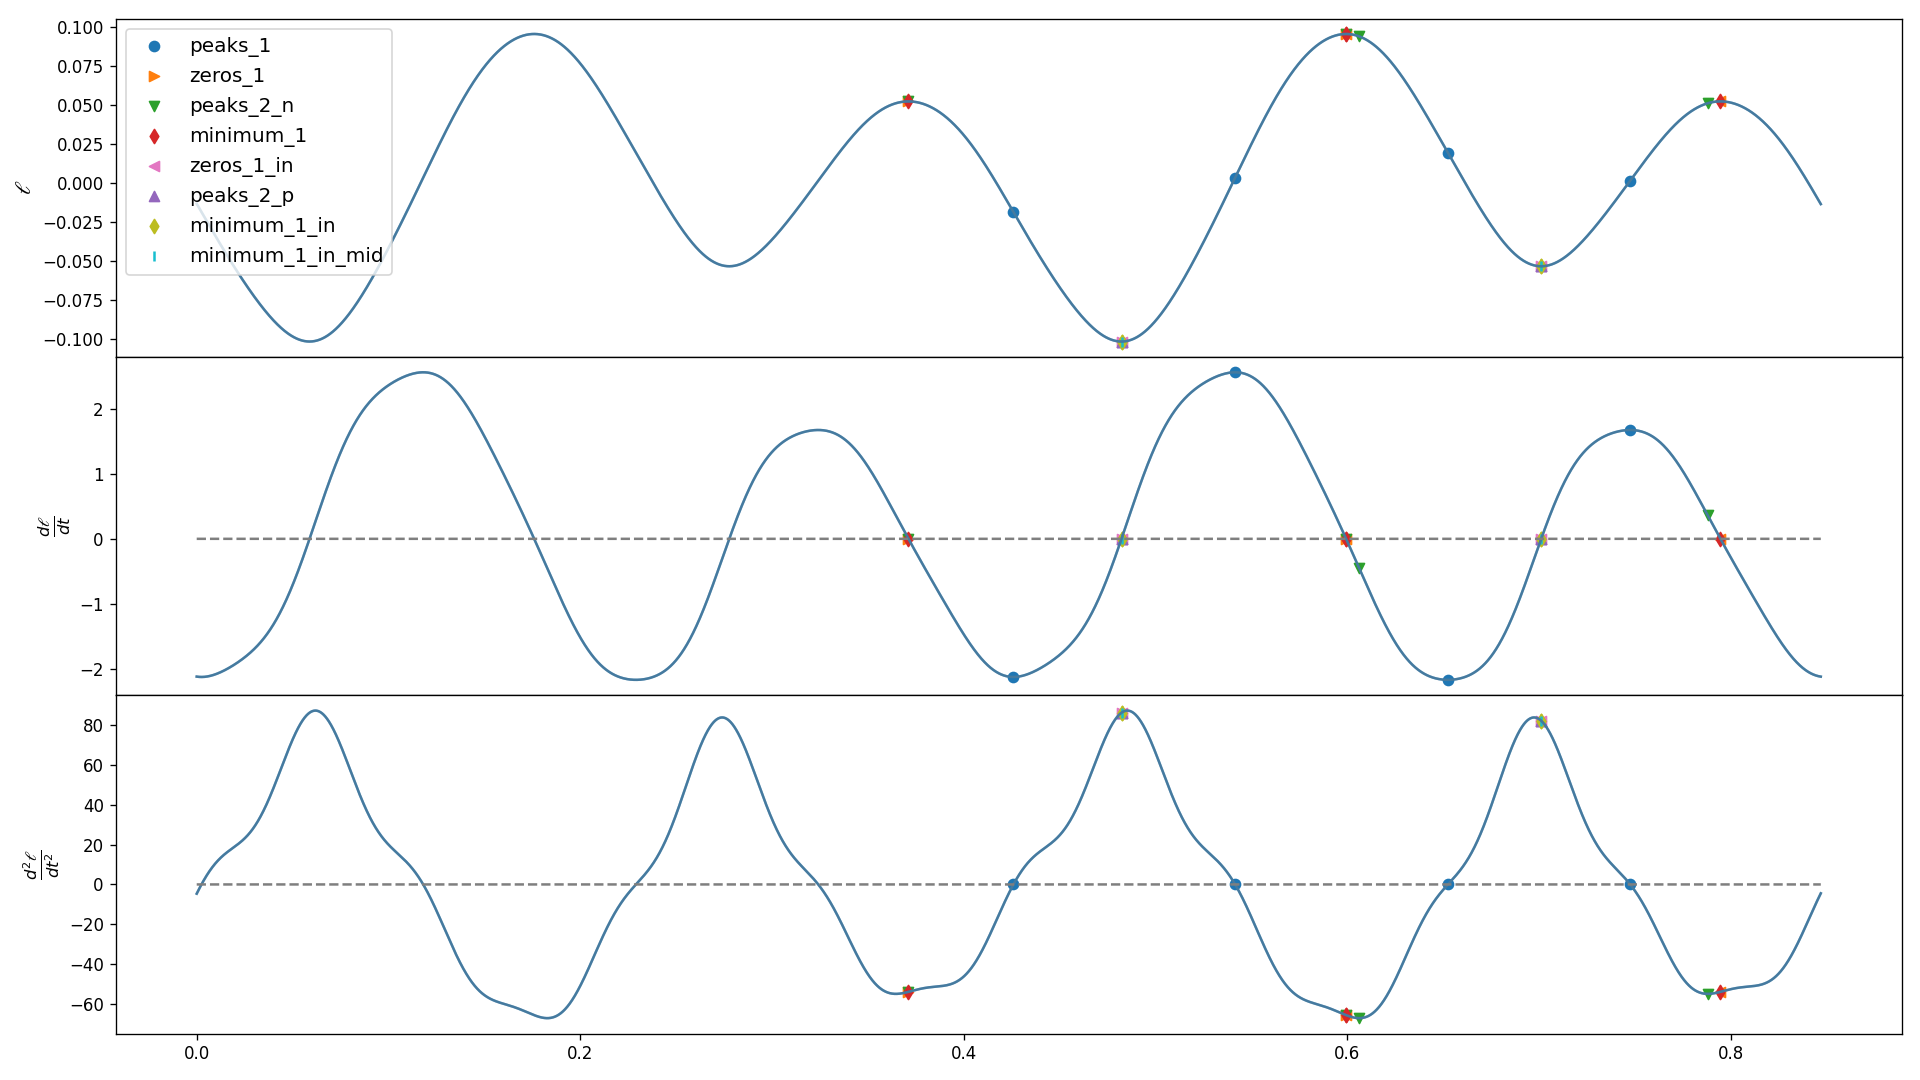 0.100
0.075
0.050
0.025
0.000
−0.025
−0.050
−0.075
−0.100
ℓ
peaks_1
zeros_1
peaks_2_n
minimum_1
zeros_1_in
peaks_2_p
minimum_1_in
minimum_1_in_mid
2
1
0
−1
−2
dℓ
dt
80
60
40
20
0
−20
−40
−60
d²ℓ
dt²
0.0 0.2 0.4 0.6 0.8